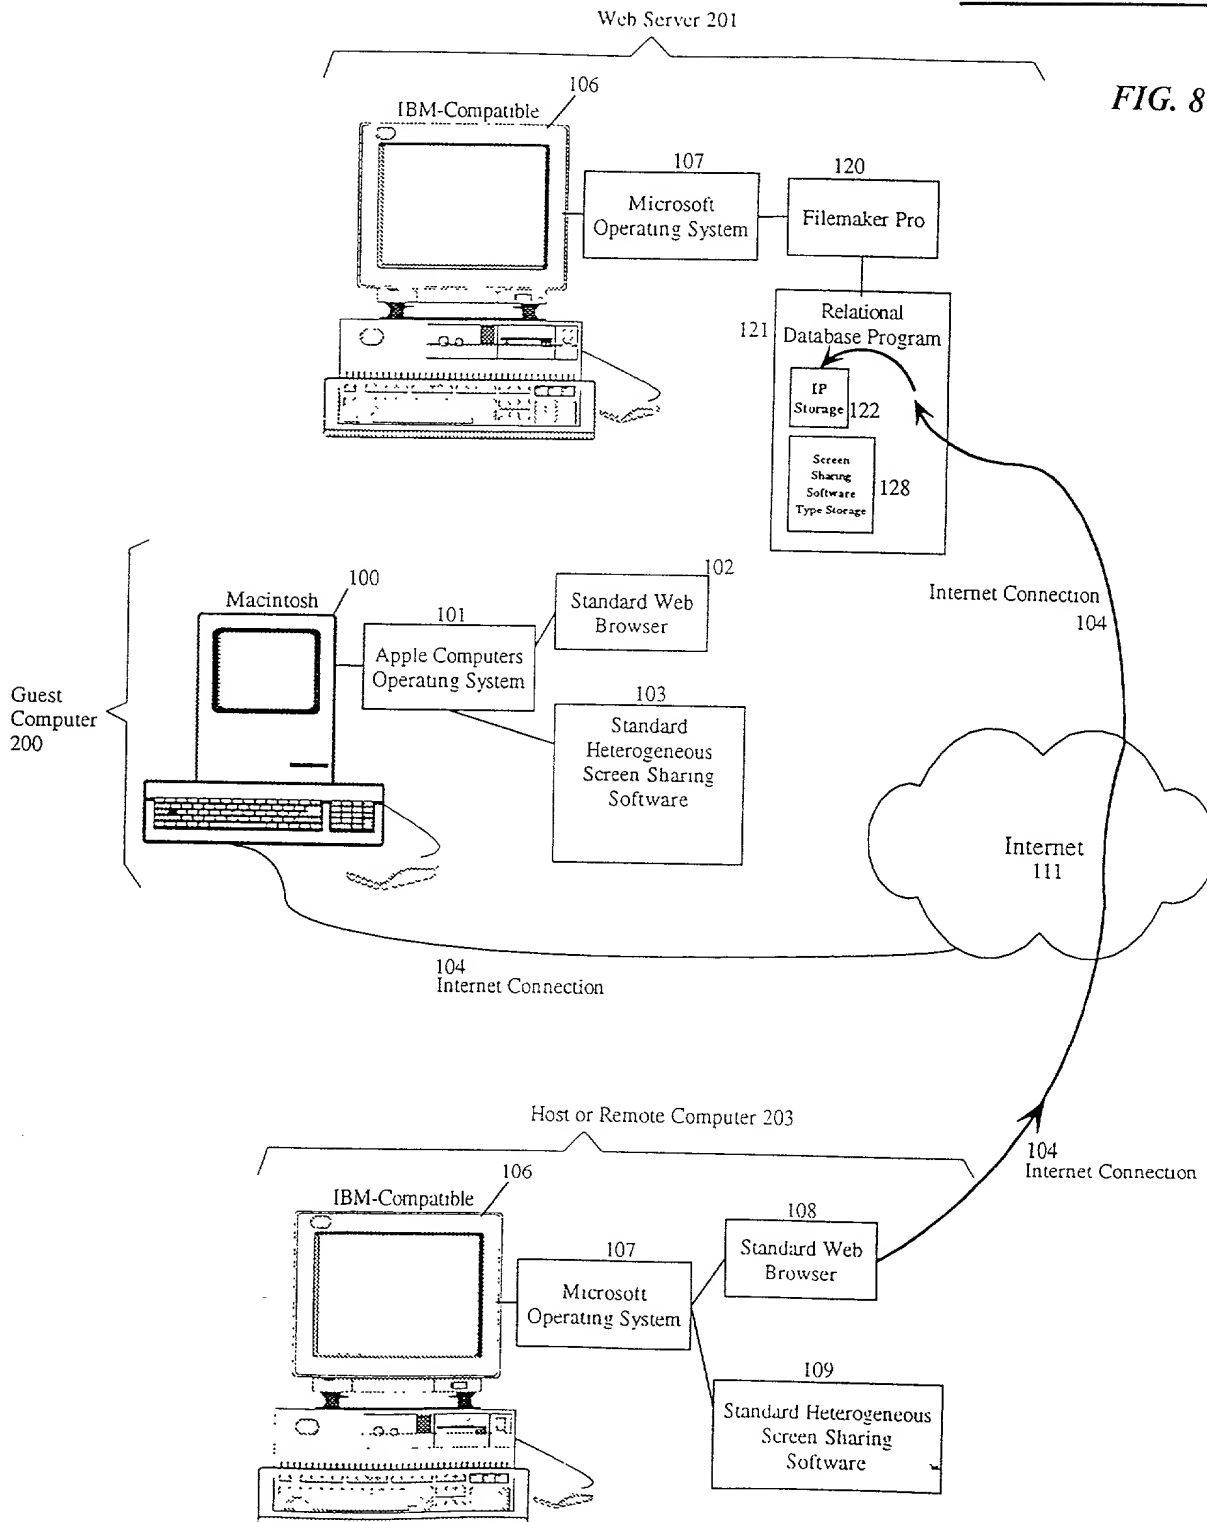 Web Server 201
FIG. 8
106
IBM-Compatible
107
Microsoft
Operating System
120
Filemaker Pro
121
Relational
Database Program
IP
Storage
122
Screen
Sharing
Software
Type Storage
128
Internet Connection
104
Guest
Computer
200
100
Macintosh
101
Apple Computers
Operating System
102
Standard Web
Browser
103
Standard
Heterogeneous
Screen Sharing
Software
Internet
111
104
Internet Connection
Host or Remote Computer 203
104
Internet Connection
106
IBM-Compatible
107
Microsoft
Operating System
108
Standard Web
Browser
109
Standard Heterogeneous
Screen Sharing
Software